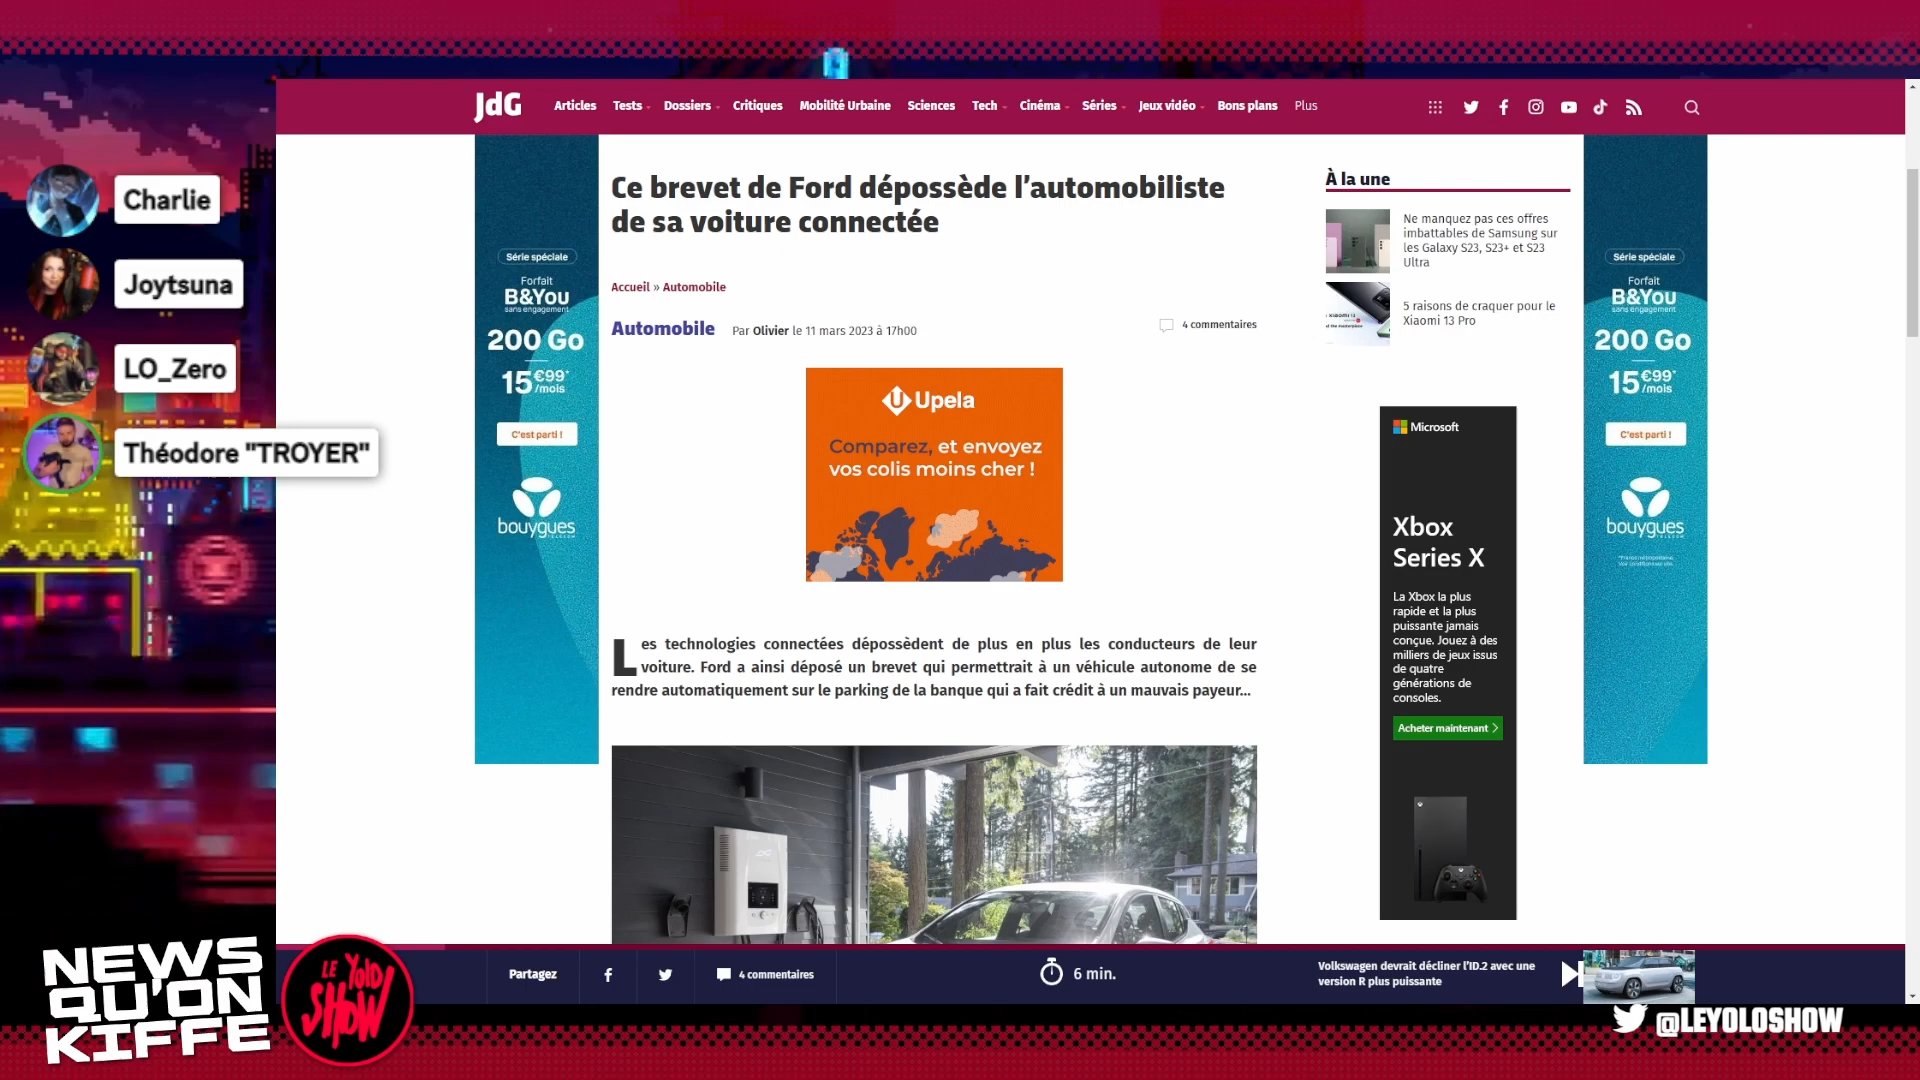 JdG
Articles
Tests
Dossiers
Critiques
Mobilité Urbaine
Sciences
Tech
Cinéma
Séries
Jeux vidéo
Bons plans
Plus
Charlie
Joytsuna
LO_Zero
Théodore "TROYER"
Série spéciale
Forfait
B&You
sans engagement
200 Go
15€99*
/mois
C'est parti !
bouygues
TELECOM
Ce brevet de Ford dépossède l'automobiliste
de sa voiture connectée
Accueil » Automobile
Automobile
Par Olivier le 11 mars 2023 à 17h00
4 commentaires
Upela
Comparez, et envoyez
vos colis moins cher !
Les technologies connectées dépossèdent de plus en plus les conducteurs de leur
voiture. Ford a ainsi déposé un brevet qui permettrait à un véhicule autonome de se
rendre automatiquement sur le parking de la banque qui a fait crédit à un mauvais payeur...
À la une
Ne manquez pas ces offres
imbattables de Samsung sur
les Galaxy S23, S23+ et S23
Ultra
5 raisons de craquer pour le
Xiaomi 13 Pro
Microsoft
Xbox
Series X
La Xbox la plus
rapide et la plus
puissante jamais
conçue. Jouez à des
milliers de jeux issus
de quatre
générations de
consoles.
Acheter maintenant
Série spéciale
Forfait
B&You
sans engagement
200 Go
15€99*
/mois
C'est parti !
bouygues
TELECOM
Partagez
4 commentaires
6 min.
Volkswagen devrait décliner l'ID.2 avec une
version R plus puissante
NEWS
QU'ON
KIFFE
LE YOLO
SHOW
@LEYOLOSHOW